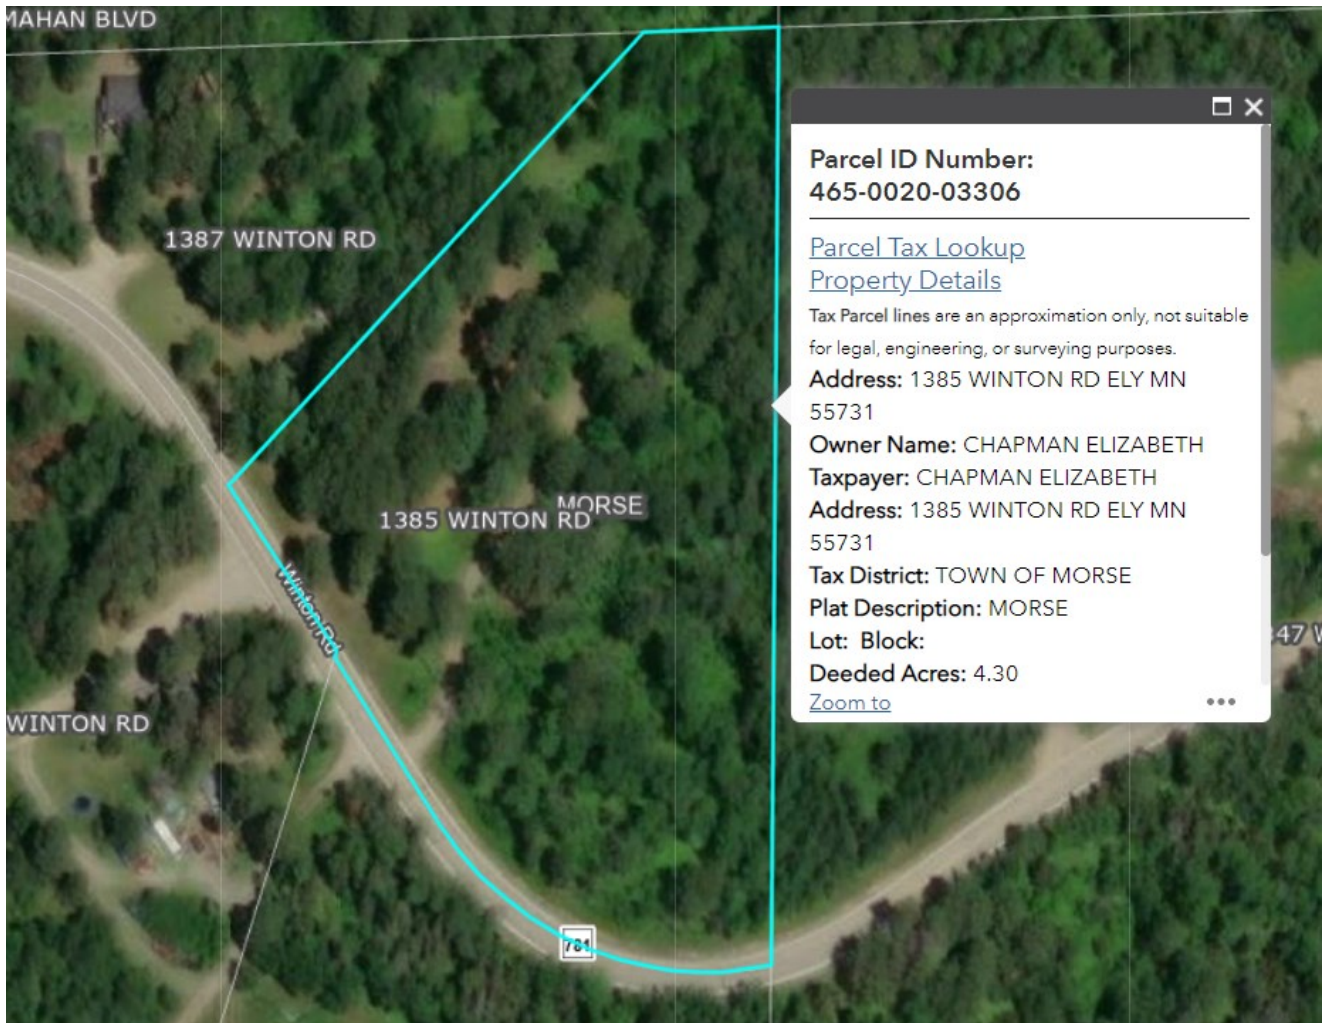 MAHAN BLVD
1387 WINTON RD
MORSE
1385 WINTON RD
Winton Rd
WINTON RD
781
Parcel ID Number:
465-0020-03306
Parcel Tax Lookup
Property Details
Tax Parcel lines are an approximation only, not suitable
for legal, engineering, or surveying purposes.
Address: 1385 WINTON RD ELY MN
55731
Owner Name: CHAPMAN ELIZABETH
Taxpayer: CHAPMAN ELIZABETH
Address: 1385 WINTON RD ELY MN
55731
Tax District: TOWN OF MORSE
Plat Description: MORSE
Lot: Block:
Deeded Acres: 4.30
Zoom to